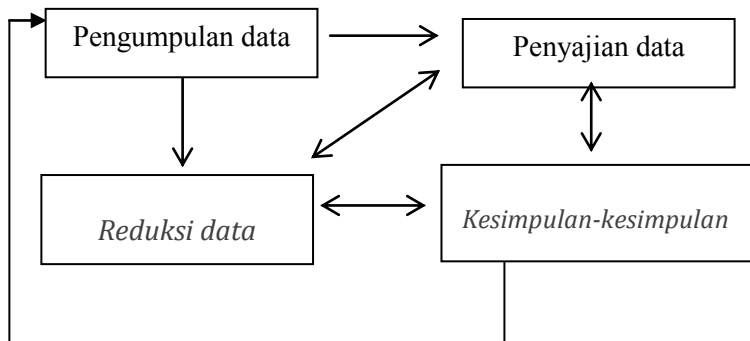 Pengumpulan data
Penyajian data
Reduksi data
Kesimpulan-kesimpulan